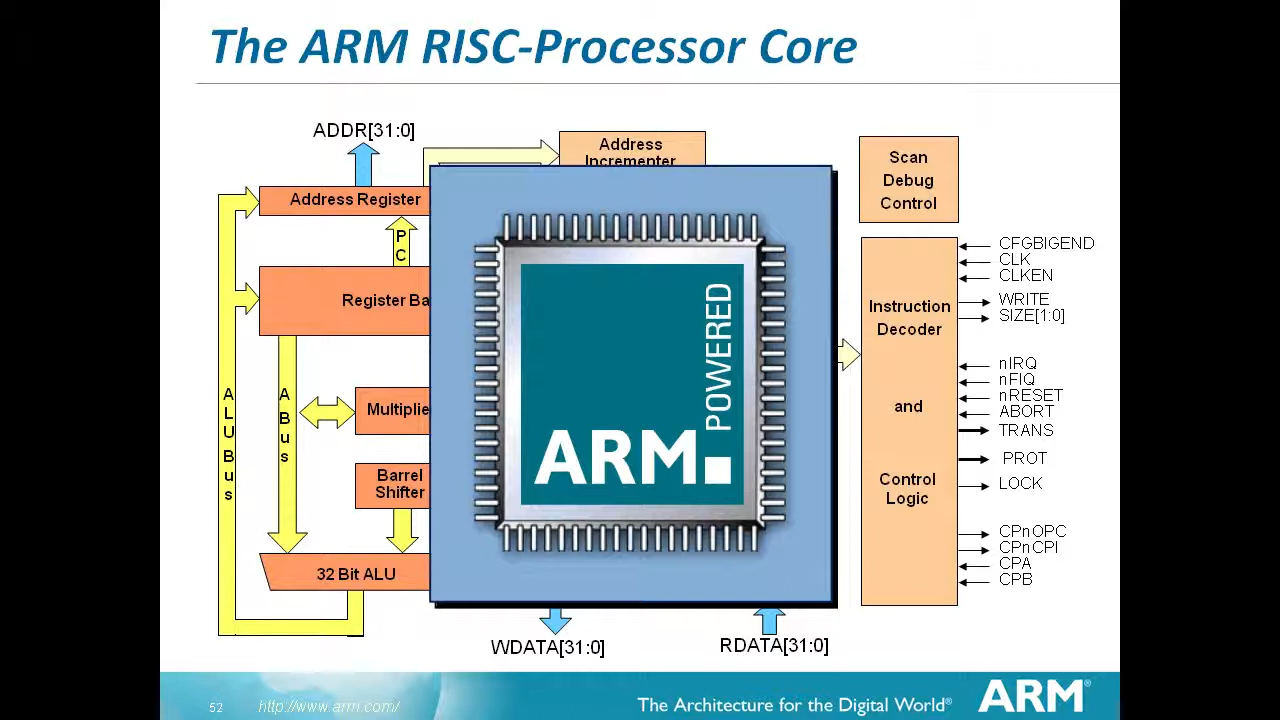 The ARM RISC-Processor Core
ADDR[31:0]
Address
Incrementer
Scan
Debug
Control
Address Register
P
C
Register Ba
A
L
U
B
u
s
A
B
u
s
Multiplie
Barrel
Shifter
32 Bit ALU
POWERED
ARM
Instruction
Decoder
and
Control
Logic
CFGBIGEND
CLK
CLKEN
WRITE
SIZE[1:0]
nIRQ
nFIQ
nRESET
ABORT
TRANS
PROT
LOCK
CPnOPC
CPnCPI
CPA
CPB
WDATA[31:0]
RDATA[31:0]
52
http://www.arm.com/
The Architecture for the Digital World®
ARM®